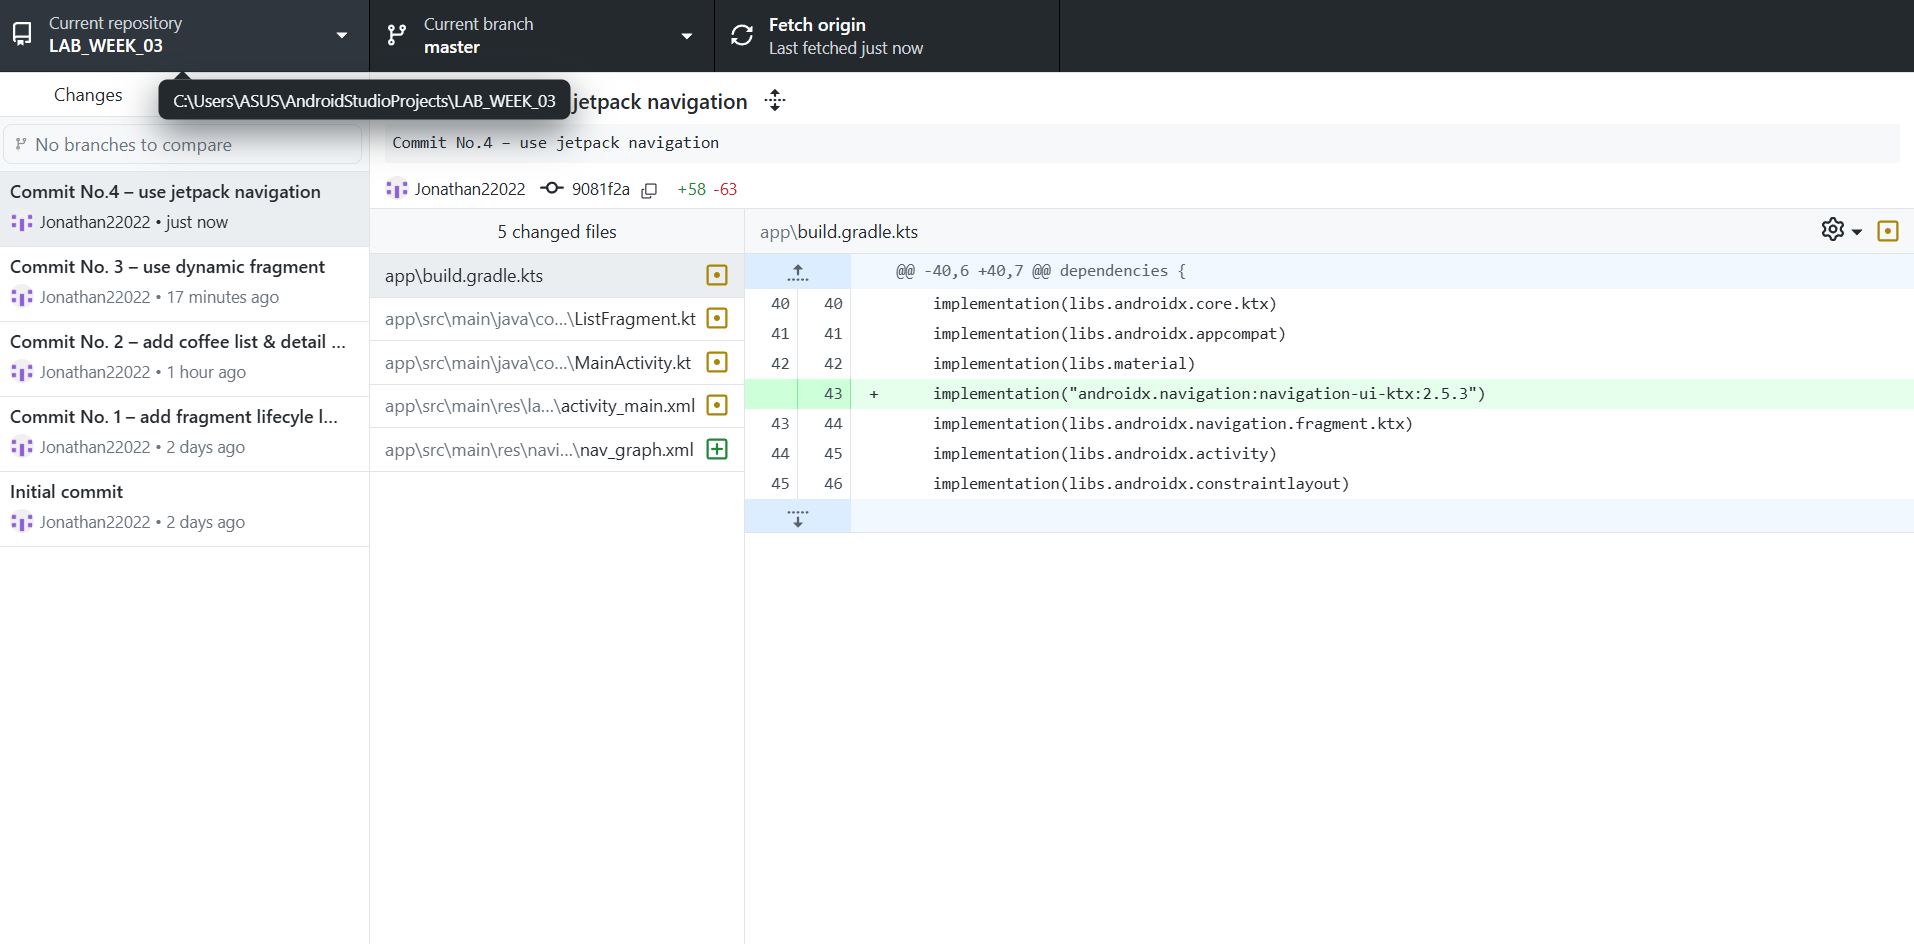 Current repository
LAB_WEEK_03
Current branch
master
Fetch origin
Last fetched just now
Changes
C:\Users\ASUS\AndroidStudioProjects\LAB_WEEK_03
jetpack navigation
No branches to compare
Commit No.4 – use jetpack navigation
Jonathan22022 • just now
Commit No. 3 – use dynamic fragment
Jonathan22022 • 17 minutes ago
Commit No. 2 – add coffee list & detail ...
Jonathan22022 • 1 hour ago
Commit No. 1 – add fragment lifecyle l...
Jonathan22022 • 2 days ago
Initial commit
Jonathan22022 • 2 days ago
Commit No.4 – use jetpack navigation
Jonathan22022 9081f2a +58 -63
5 changed files
app\build.gradle.kts
app\src\main\java\co...\ListFragment.kt
app\src\main\java\co...\MainActivity.kt
app\src\main\res\la...\activity_main.xml
app\src\main\res\navi...\nav_graph.xml
app\build.gradle.kts
@@ -40,6 +40,7 @@ dependencies {
40 40 implementation(libs.androidx.core.ktx)
41 41 implementation(libs.androidx.appcompat)
42 42 implementation(libs.material)
43 + implementation("androidx.navigation:navigation-ui-ktx:2.5.3")
43 44 implementation(libs.androidx.navigation.fragment.ktx)
44 45 implementation(libs.androidx.activity)
45 46 implementation(libs.androidx.constraintlayout)